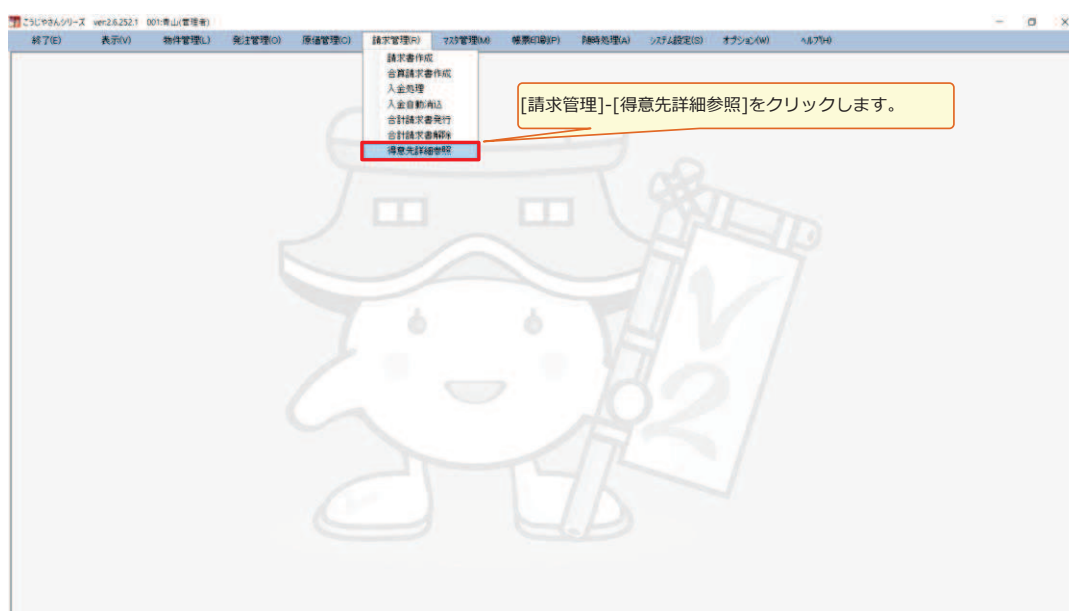 こうじやさんシリーズ ver.2.6.252.1 001:青山(管理者)
終了(E) 表示(V) 物件管理(L) 発注管理(O) 原価管理(C) 請求管理(R) マスタ管理(M) 帳票印刷(P) 随時処理(A) システム設定(S) オプション(W) ヘルプ(H)
請求書作成
合算請求書作成
入金処理
入金自動消込
合計請求書発行
合計請求書解除
得意先詳細参照
[請求管理]-[得意先詳細参照]をクリックします。
V2